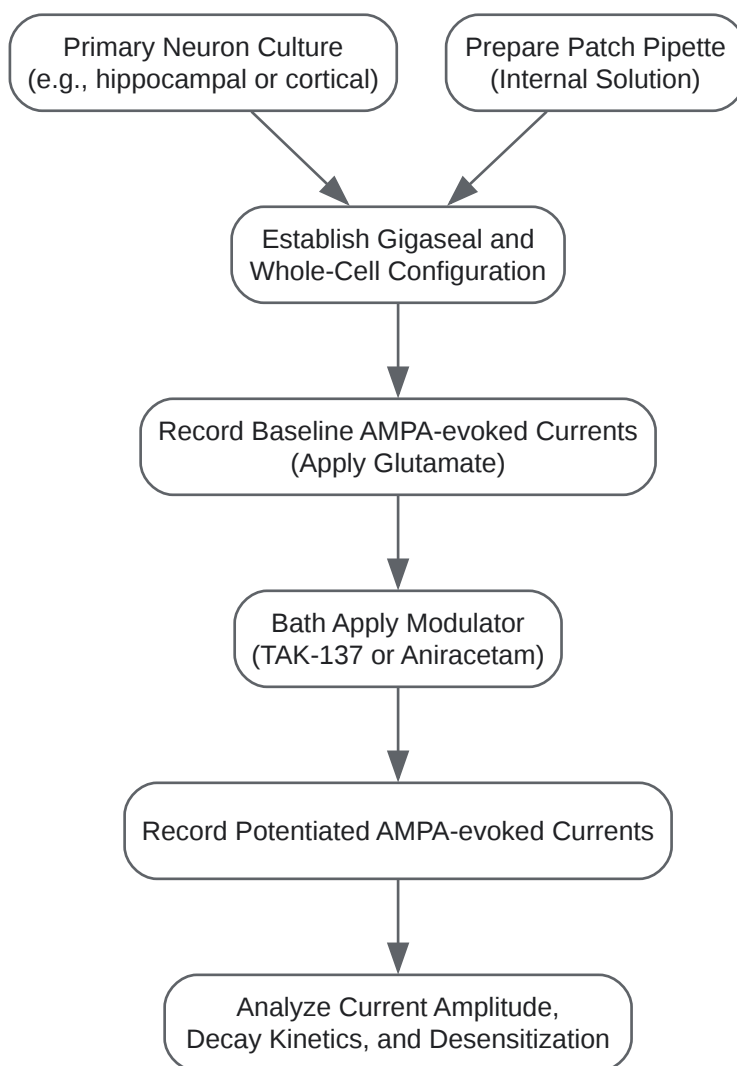 Primary Neuron Culture
(e.g., hippocampal or cortical)
Prepare Patch Pipette
(Internal Solution)
Establish Gigaseal and
Whole-Cell Configuration
Record Baseline AMPA-evoked Currents
(Apply Glutamate)
Bath Apply Modulator
(TAK-137 or Aniracetam)
Record Potentiated AMPA-evoked Currents
Analyze Current Amplitude,
Decay Kinetics, and Desensitization